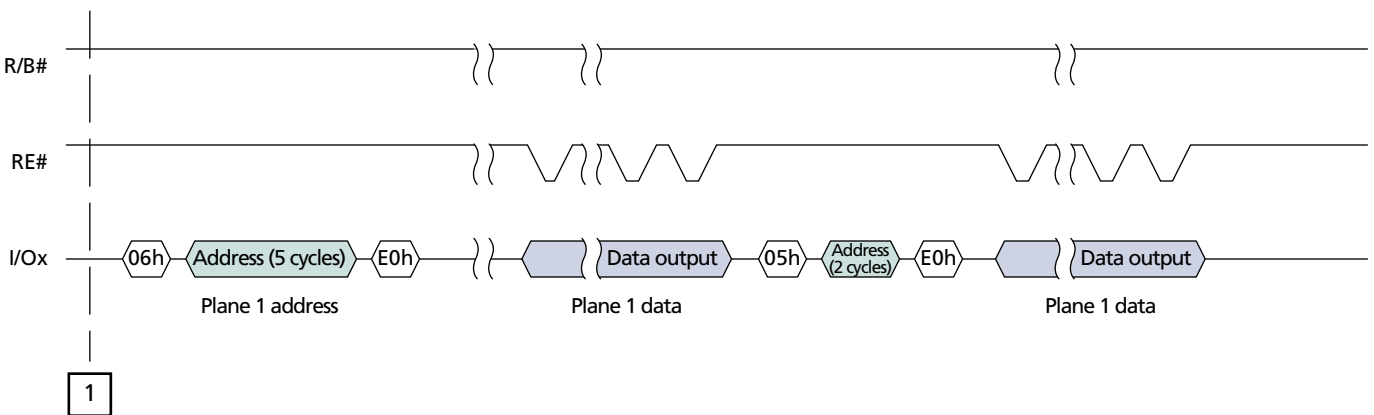 R/B#
RE#
I/Ox
06h
Address (5 cycles)
E0h
Data output
05h
Address
(2 cycles)
E0h
Data output
Plane 1 address
Plane 1 data
Plane 1 data
1